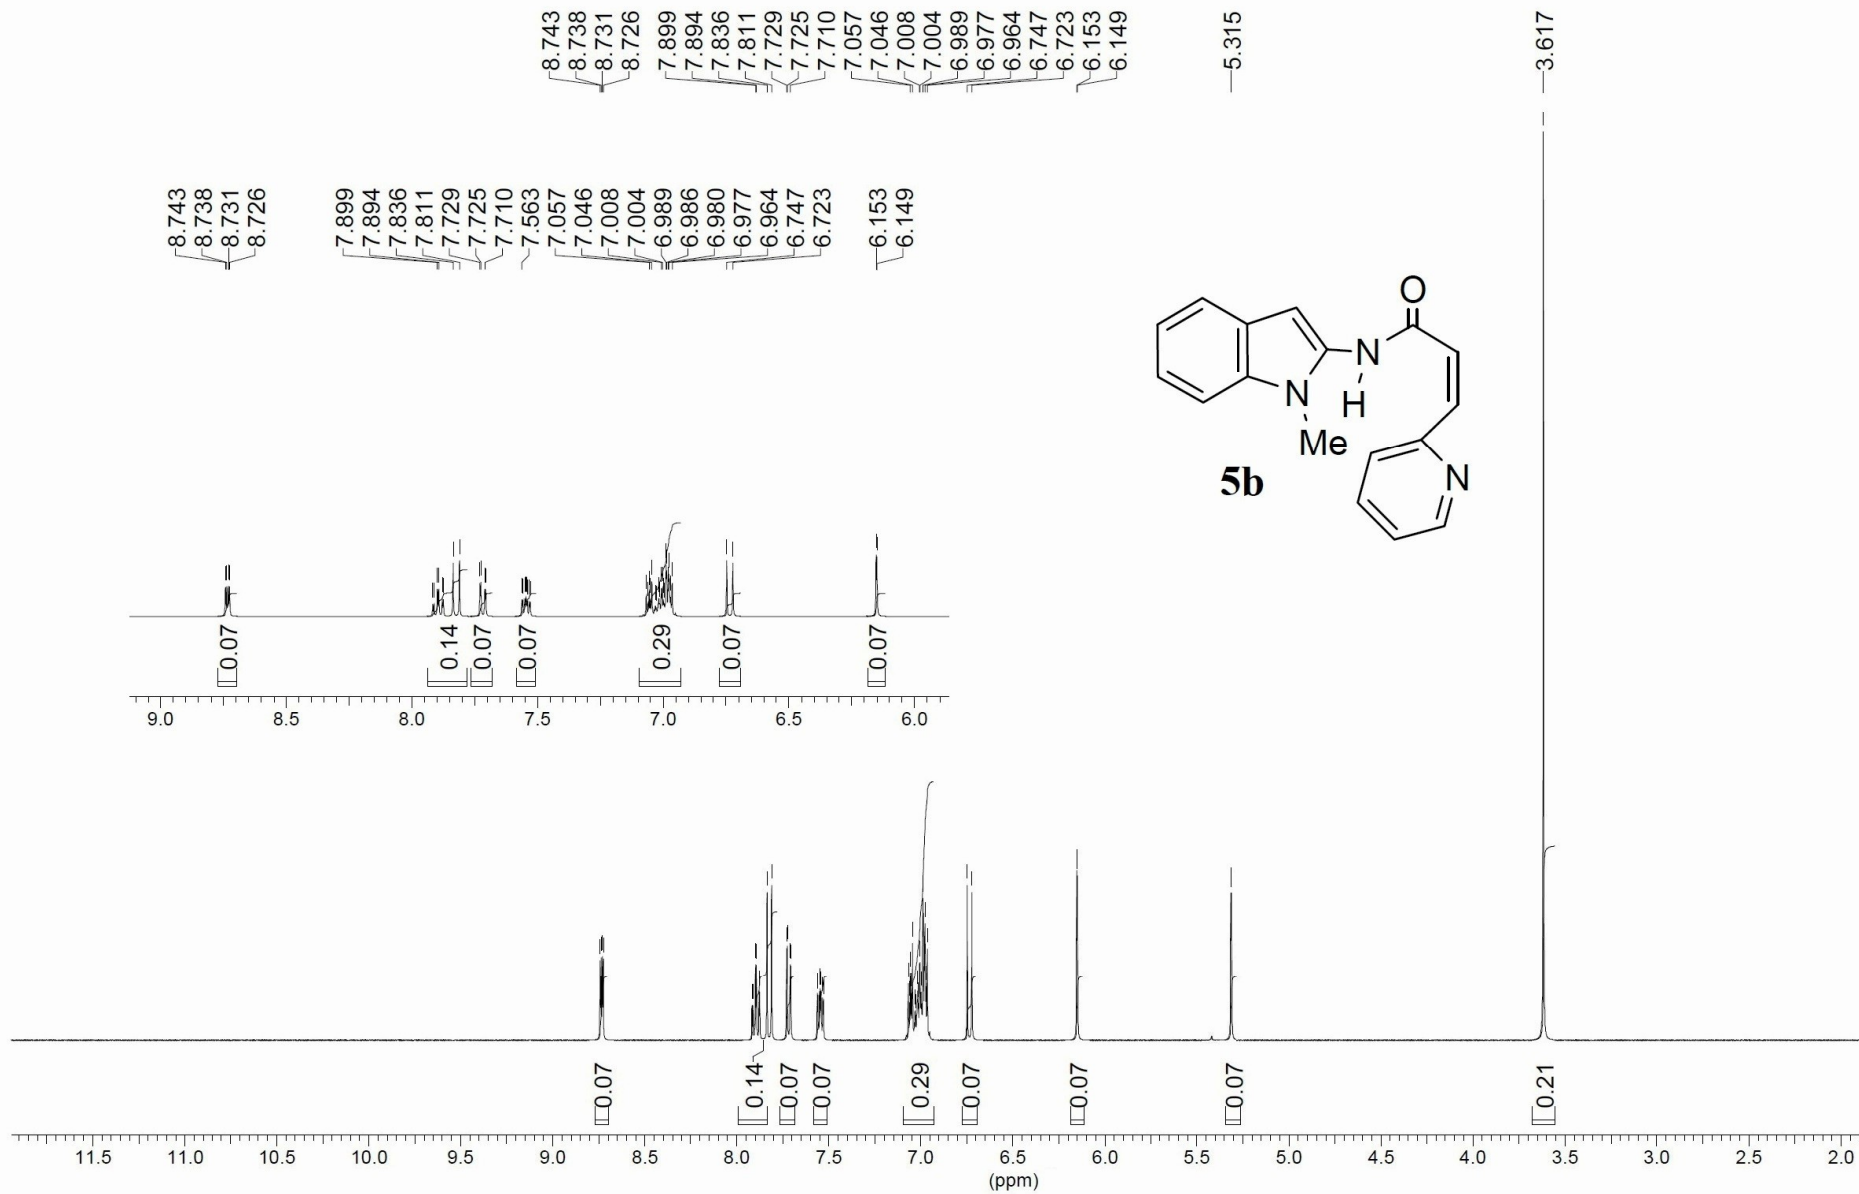 8.743 8.738 8.731 8.726 7.899 7.894 7.836 7.811 7.729 7.725 7.710 7.057 7.046 7.008 7.004 6.989 6.977 6.964 6.747 6.723 6.153 6.149 5.315 3.617
8.743 8.738 8.731 8.726 7.899 7.894 7.836 7.811 7.729 7.725 7.710 7.563 7.057 7.046 7.008 7.004 6.989 6.986 6.980 6.977 6.964 6.747 6.723 6.153 6.149
O
N
N H
Me
N
5b
0.07 0.14 0.07 0.07 0.29 0.07 0.07
9.0 8.5 8.0 7.5 7.0 6.5 6.0
0.07 0.14 0.07 0.07 0.29 0.07 0.07 0.07 0.21
11.5 11.0 10.5 10.0 9.5 9.0 8.5 8.0 7.5 7.0 6.5 6.0 5.5 5.0 4.5 4.0 3.5 3.0 2.5 2.0
(ppm)